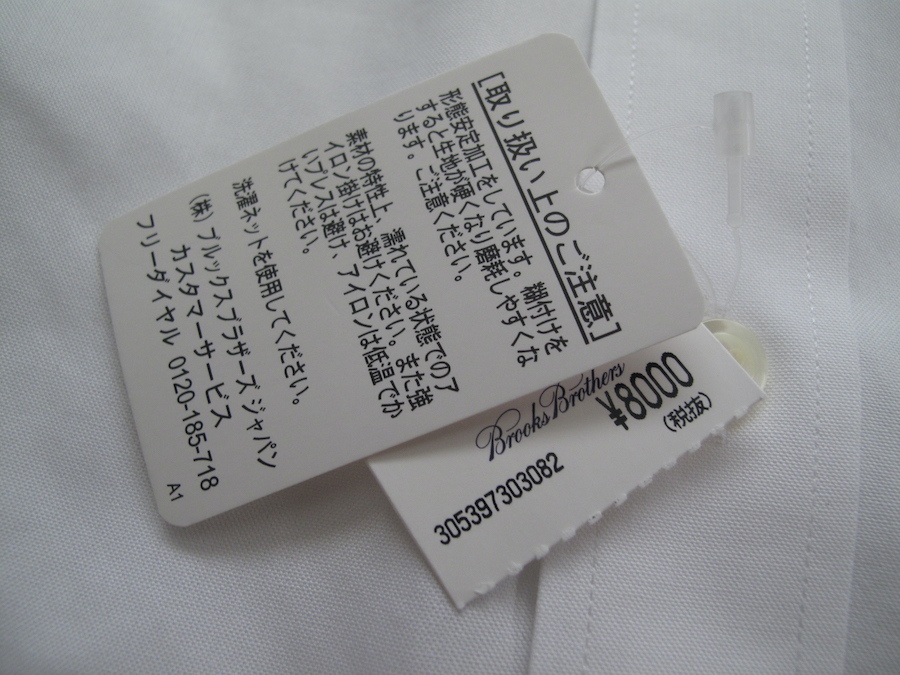 [取り扱い上のご注意]
形態安定加工をしています。糊付けを
すると生地が硬くなり磨耗しやすくな
ります。ご注意ください。
素材の特性上、濡れている状態でのア
イロン掛けはお避けください。また強
いプレスは避け、アイロンは低温でか
けてください。
洗濯ネットを使用してください。
(株)ブルックスブラザーズ ジャパン
カスタマーサービス
フリーダイヤル 0120-185-718
A1
Brooks Brothers
¥8000
(税抜)
305397303082